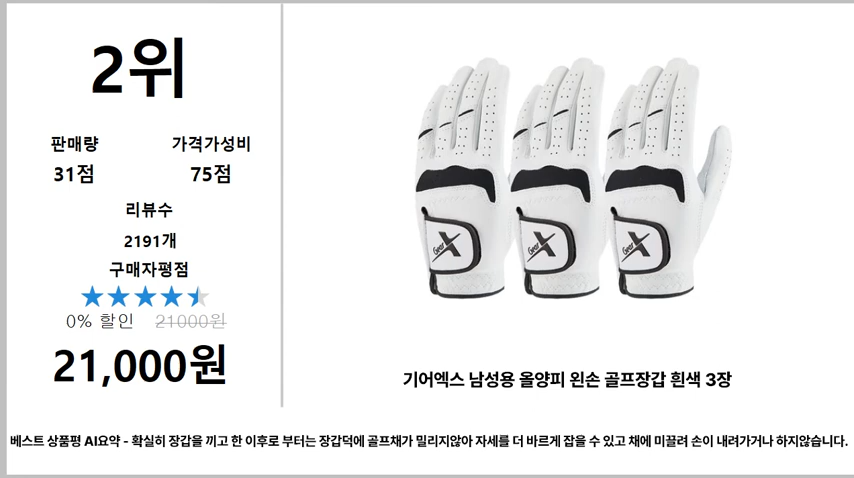 2위
판매량 가격가성비
31점 75점
리뷰수
2191개
구매자평점
0% 할인 21000원
21,000원
Gear X Gear X Gear X
기어엑스 남성용 올양피 왼손 골프장갑 흰색 3장
베스트 상품평 AI요약 - 확실히 장갑을 끼고 한 이후로 부터는 장갑덕에 골프채가 밀리지않아 자세를 더 바르게 잡을 수 있고 채에 미끌려 손이 내려가거나 하지않습니다.